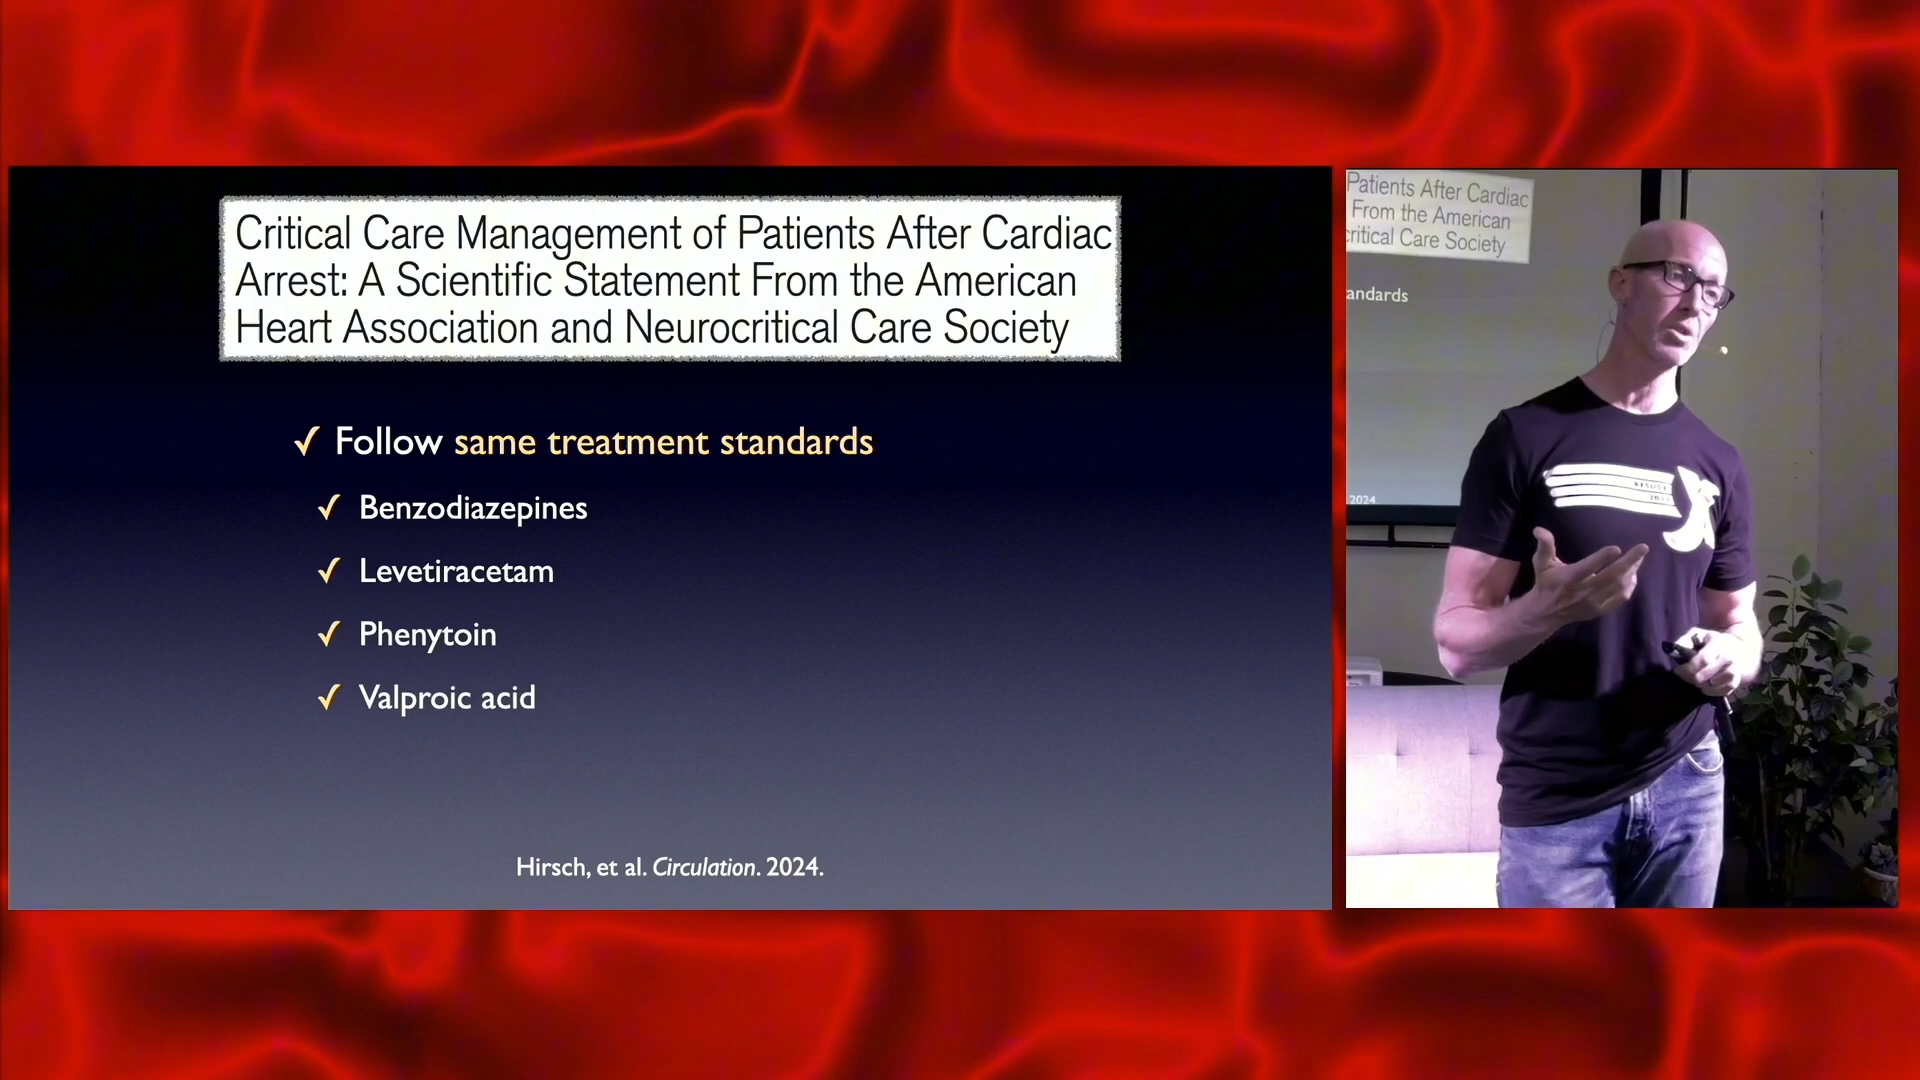 Critical Care Management of Patients After Cardiac
Arrest: A Scientific Statement From the American
Heart Association and Neurocritical Care Society
✓ Follow same treatment standards
✓ Benzodiazepines
✓ Levetiracetam
✓ Phenytoin
✓ Valproic acid
Hirsch, et al. Circulation. 2024.
Patients After Cardiac
From the American
ritical Care Society
andards
2024